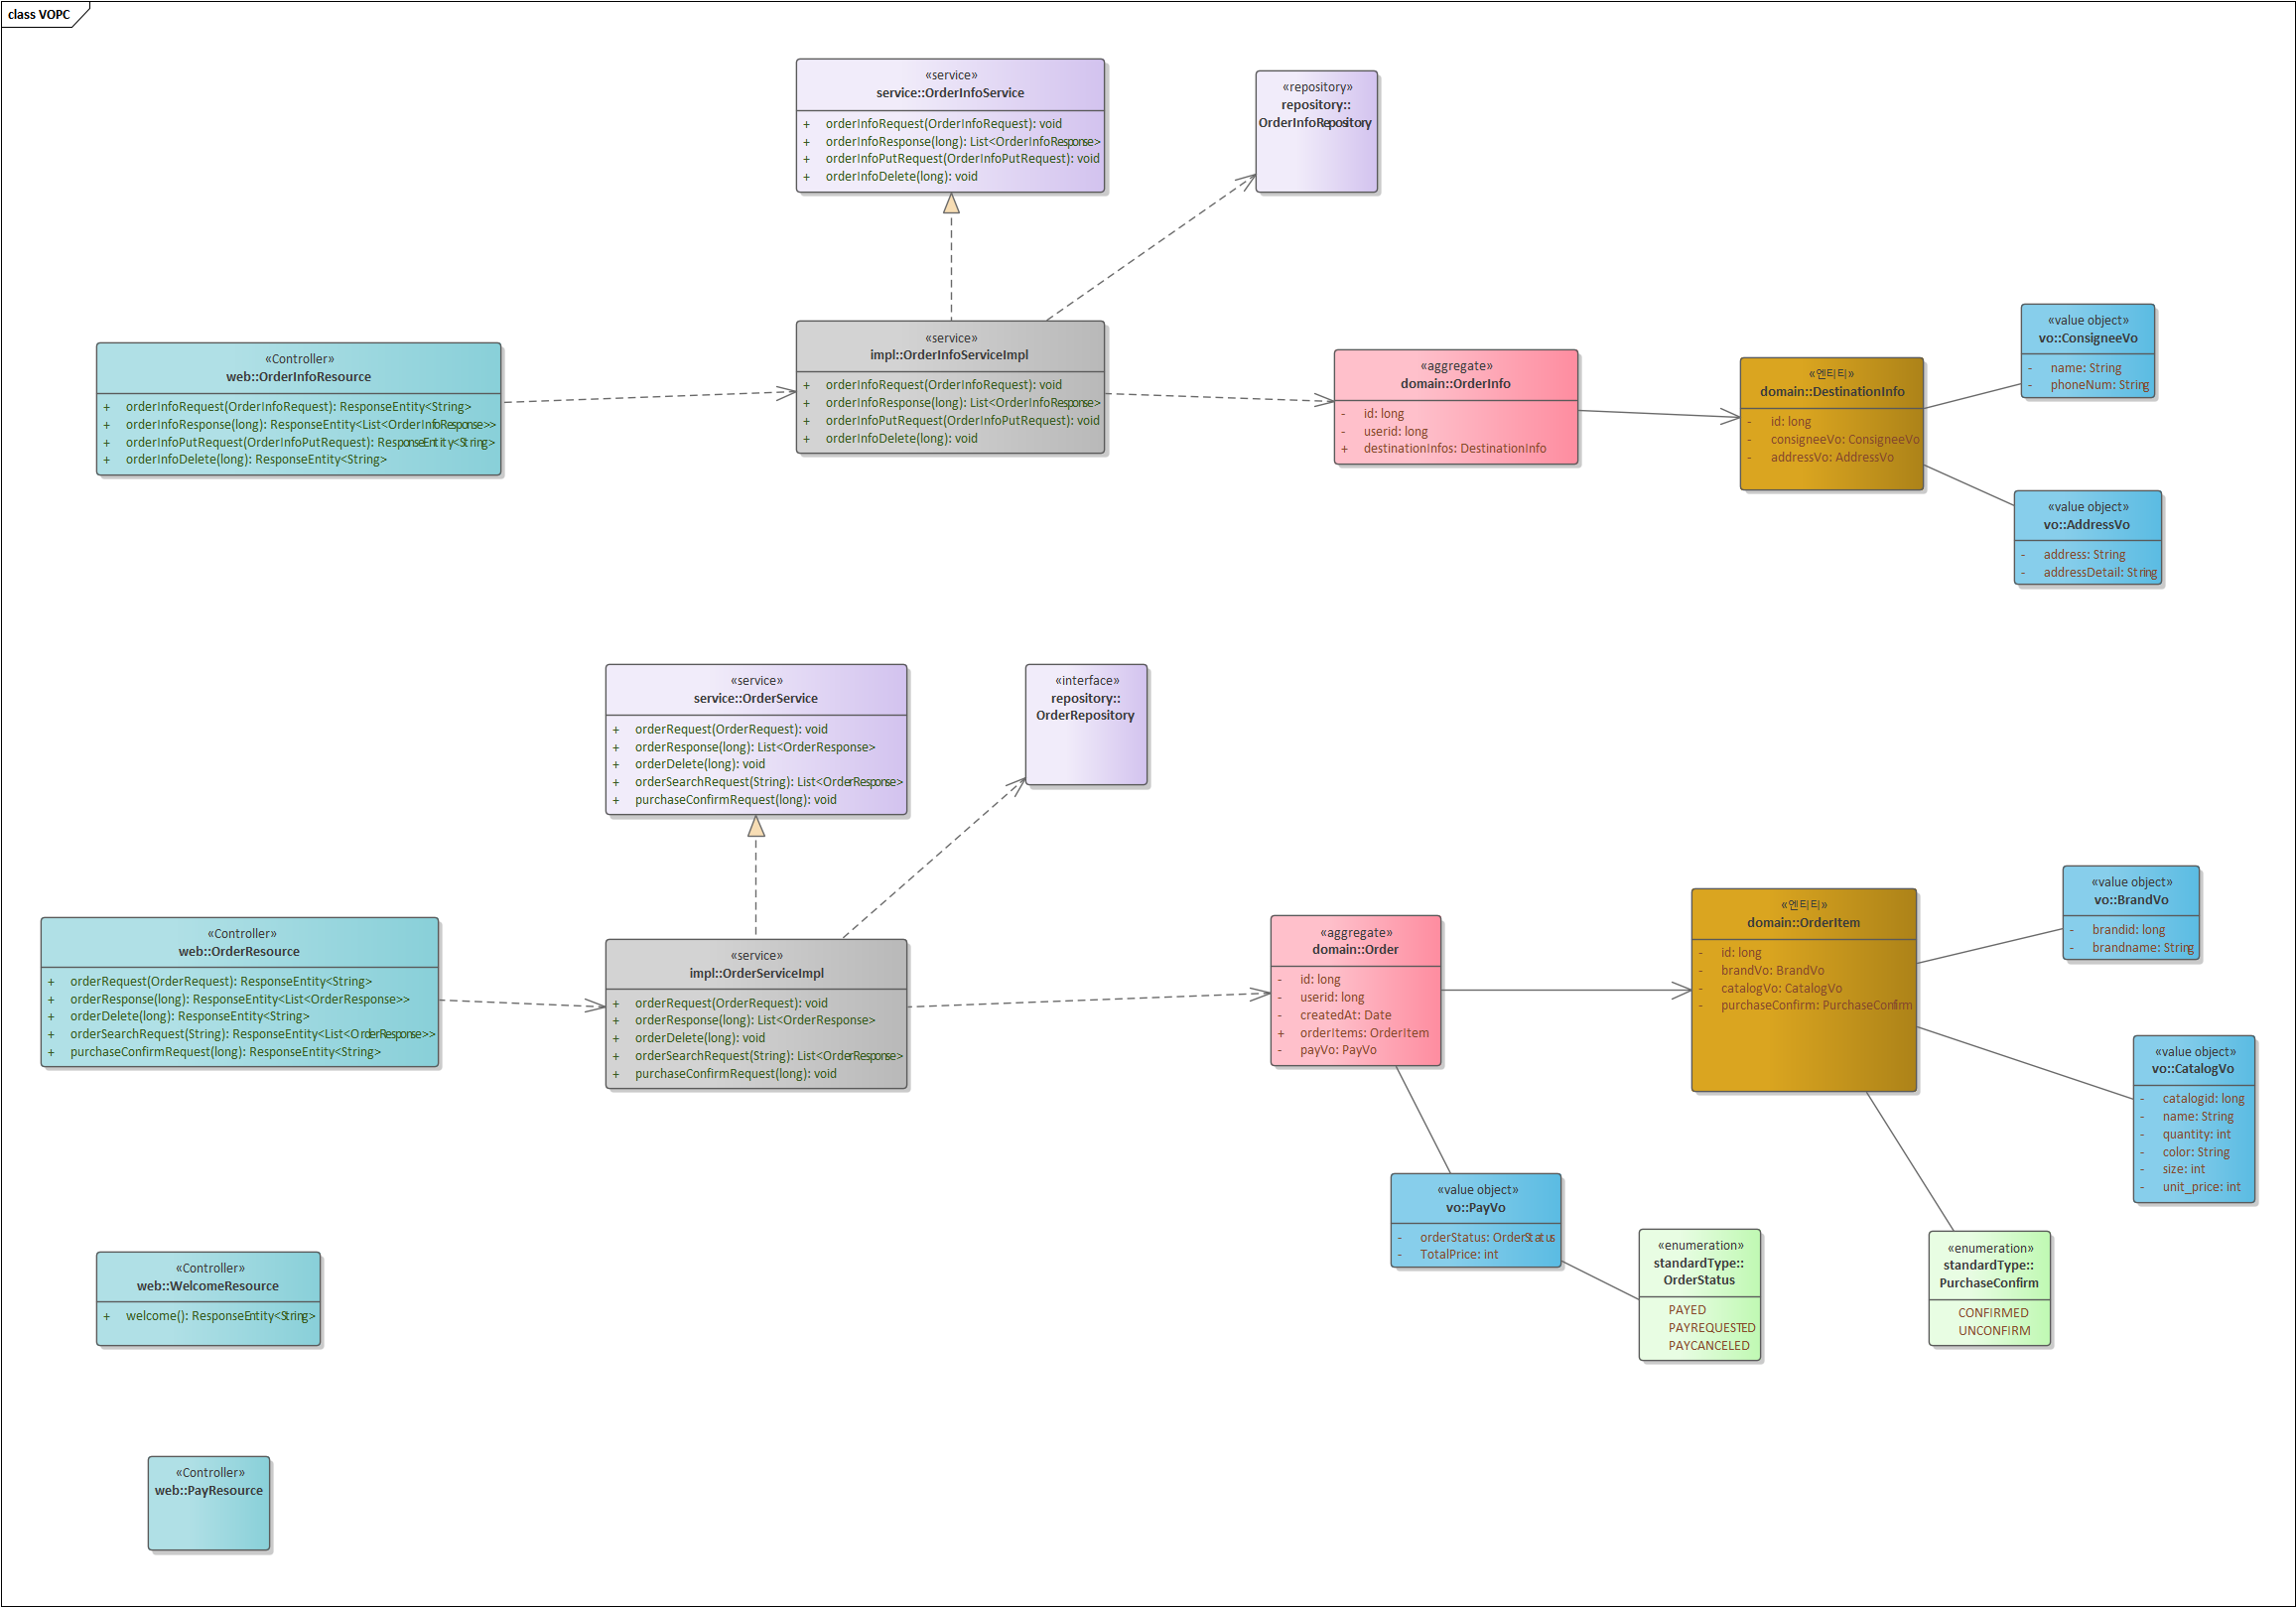 class VOPC
«service»
service::OrderInfoService
+ orderInfoRequest(OrderInfoRequest): void
+ orderInfoResponse(long): List<OrderInfoResponse>
+ orderInfoPutRequest(OrderInfoPutRequest): void
+ orderInfoDelete(long): void
«repository»
repository::
OrderInfoRepository
«Controller»
web::OrderInfoResource
+ orderInfoRequest(OrderInfoRequest): ResponseEntity<String>
+ orderInfoResponse(long): ResponseEntity<List<OrderInfoResponse>>
+ orderInfoPutRequest(OrderInfoPutRequest): ResponseEntity<String>
+ orderInfoDelete(long): ResponseEntity<String>
«service»
impl::OrderInfoServiceImpl
+ orderInfoRequest(OrderInfoRequest): void
+ orderInfoResponse(long): List<OrderInfoResponse>
+ orderInfoPutRequest(OrderInfoPutRequest): void
+ orderInfoDelete(long): void
«aggregate»
domain::OrderInfo
- id: long
- userid: long
+ destinationInfos: DestinationInfo
«엔티티»
domain::DestinationInfo
- id: long
- consigneeVo: ConsigneeVo
- addressVo: AddressVo
«value object»
vo::ConsigneeVo
- name: String
- phoneNum: String
«value object»
vo::AddressVo
- address: String
- addressDetail: String
«service»
service::OrderService
+ orderRequest(OrderRequest): void
+ orderResponse(long): List<OrderResponse>
+ orderDelete(long): void
+ orderSearchRequest(String): List<OrderResponse>
+ purchaseConfirmRequest(long): void
«interface»
repository::
OrderRepository
«Controller»
web::OrderResource
+ orderRequest(OrderRequest): ResponseEntity<String>
+ orderResponse(long): ResponseEntity<List<OrderResponse>>
+ orderDelete(long): ResponseEntity<String>
+ orderSearchRequest(String): ResponseEntity<List<OrderResponse>>
+ purchaseConfirmRequest(long): ResponseEntity<String>
«service»
impl::OrderServiceImpl
+ orderRequest(OrderRequest): void
+ orderResponse(long): List<OrderResponse>
+ orderDelete(long): void
+ orderSearchRequest(String): List<OrderResponse>
+ purchaseConfirmRequest(long): void
«aggregate»
domain::Order
- id: long
- userid: long
- createdAt: Date
+ orderItems: OrderItem
- payVo: PayVo
«엔티티»
domain::OrderItem
- id: long
- brandVo: BrandVo
- catalogVo: CatalogVo
- purchaseConfirm: PurchaseConfirm
«value object»
vo::BrandVo
- brandid: long
- brandname: String
«value object»
vo::CatalogVo
- catalogid: long
- name: String
- quantity: int
- color: String
- size: int
- unit_price: int
«value object»
vo::PayVo
- orderStatus: OrderStatus
- TotalPrice: int
«enumeration»
standardType::
OrderStatus
PAYED
PAYREQUESTED
PAYCANCELED
«enumeration»
standardType::
PurchaseConfirm
CONFIRMED
UNCONFIRM
«Controller»
web::WelcomeResource
+ welcome(): ResponseEntity<String>
«Controller»
web::PayResource